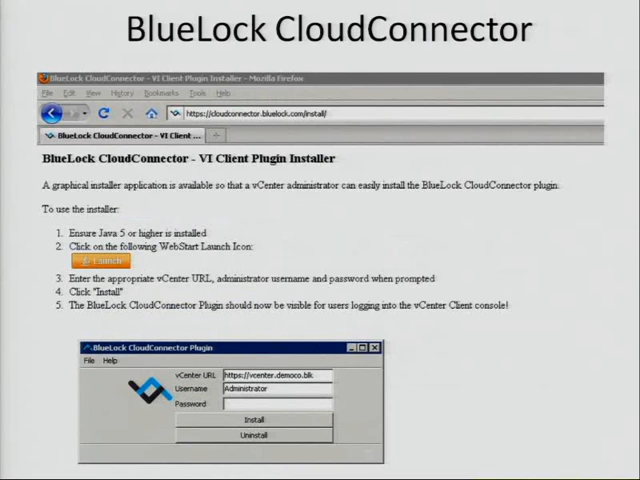 BlueLock CloudConnector
BlueLock CloudConnector - VI Client Plugin Installer - Mozilla Firefox
File Edit View History Bookmarks Tools Help
https://cloudconnector.bluelock.com/install/
BlueLock CloudConnector - VI Client ...
BlueLock CloudConnector - VI Client Plugin Installer
A graphical installer application is available so that a vCenter administrator can easily install the BlueLock CloudConnector plugin.
To use the installer:
1. Ensure Java 5 or higher is installed
2. Click on the following WebStart Launch Icon:
Launch
3. Enter the appropriate vCenter URL, administrator username and password when prompted
4. Click "Install"
5. The BlueLock CloudConnector Plugin should now be visible for users logging into the vCenter Client console!
BlueLock CloudConnector Plugin
File Help
vCenter URL https://vcenter.democo.blk
Username Administrator
Password:
Install
Uninstall